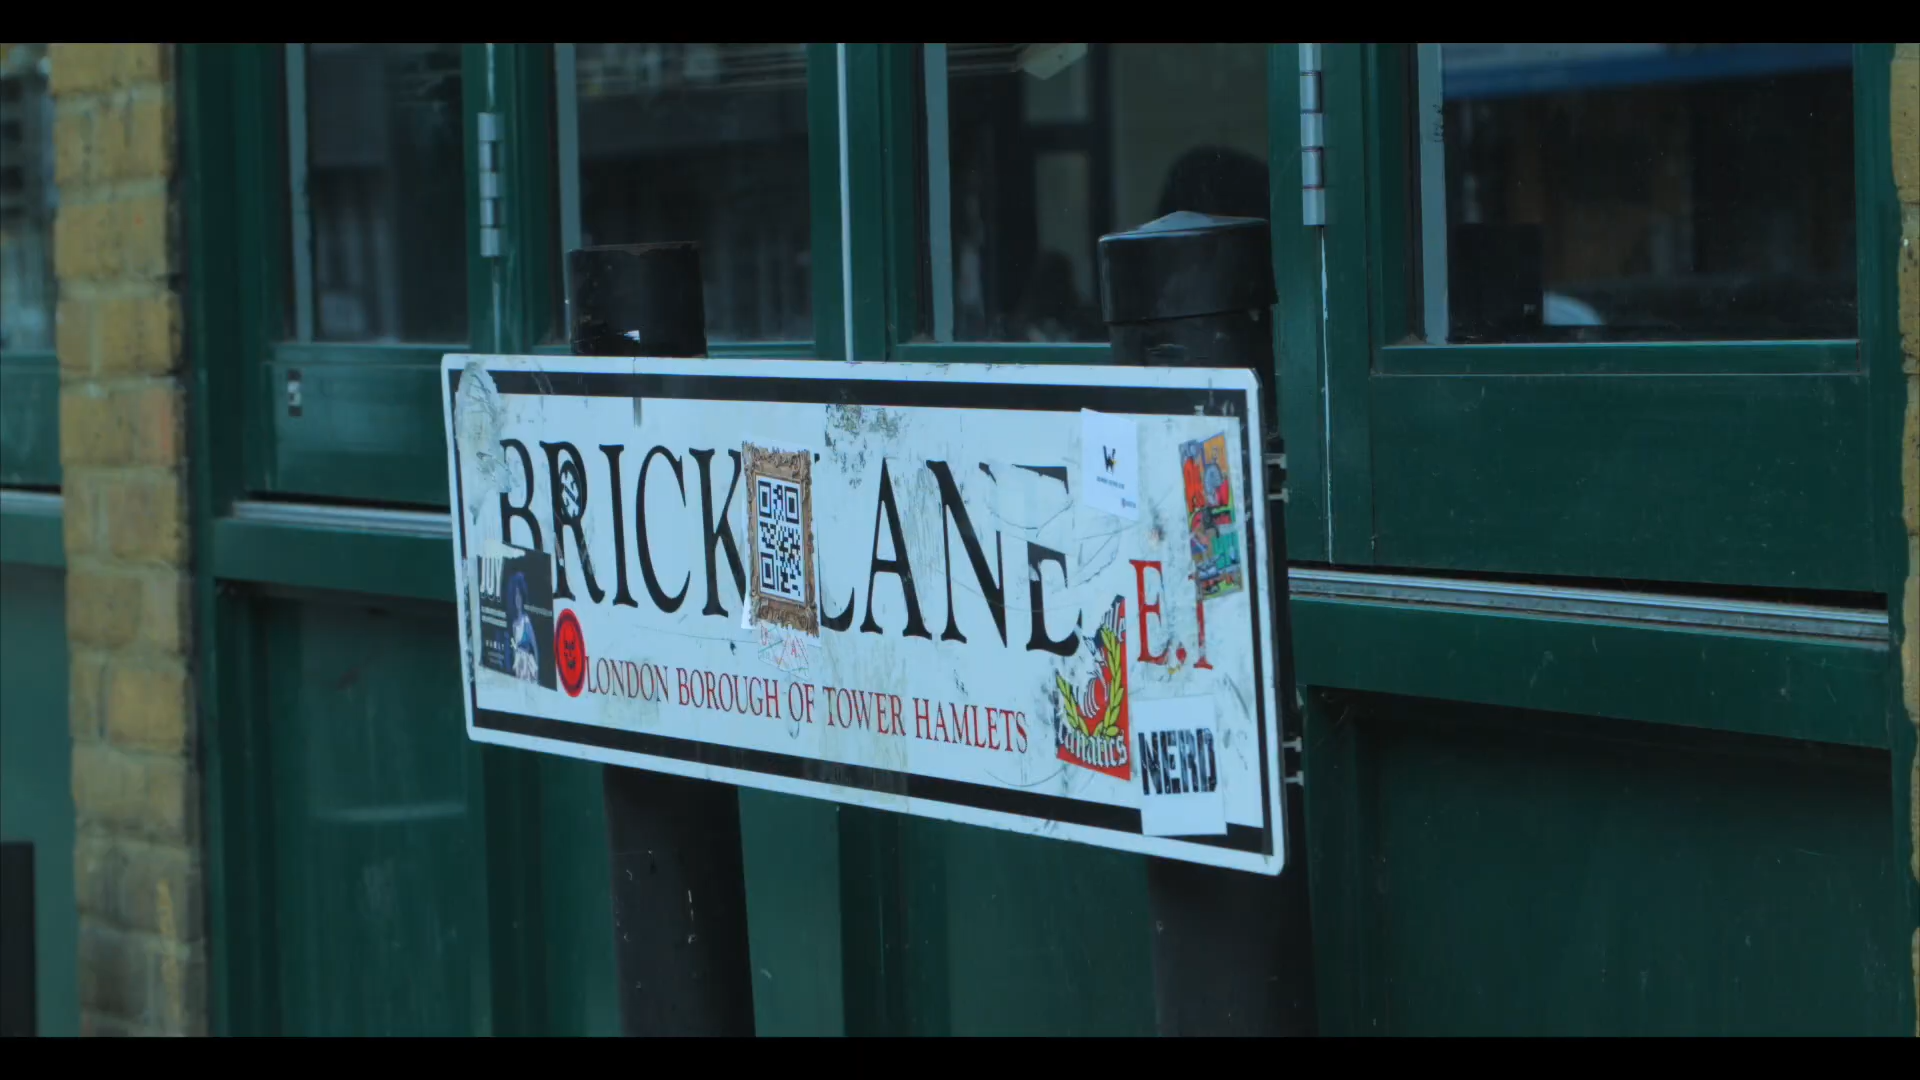 BRICK LANE E.1
LONDON BOROUGH OF TOWER HAMLETS
JOY
fanatics
NERD